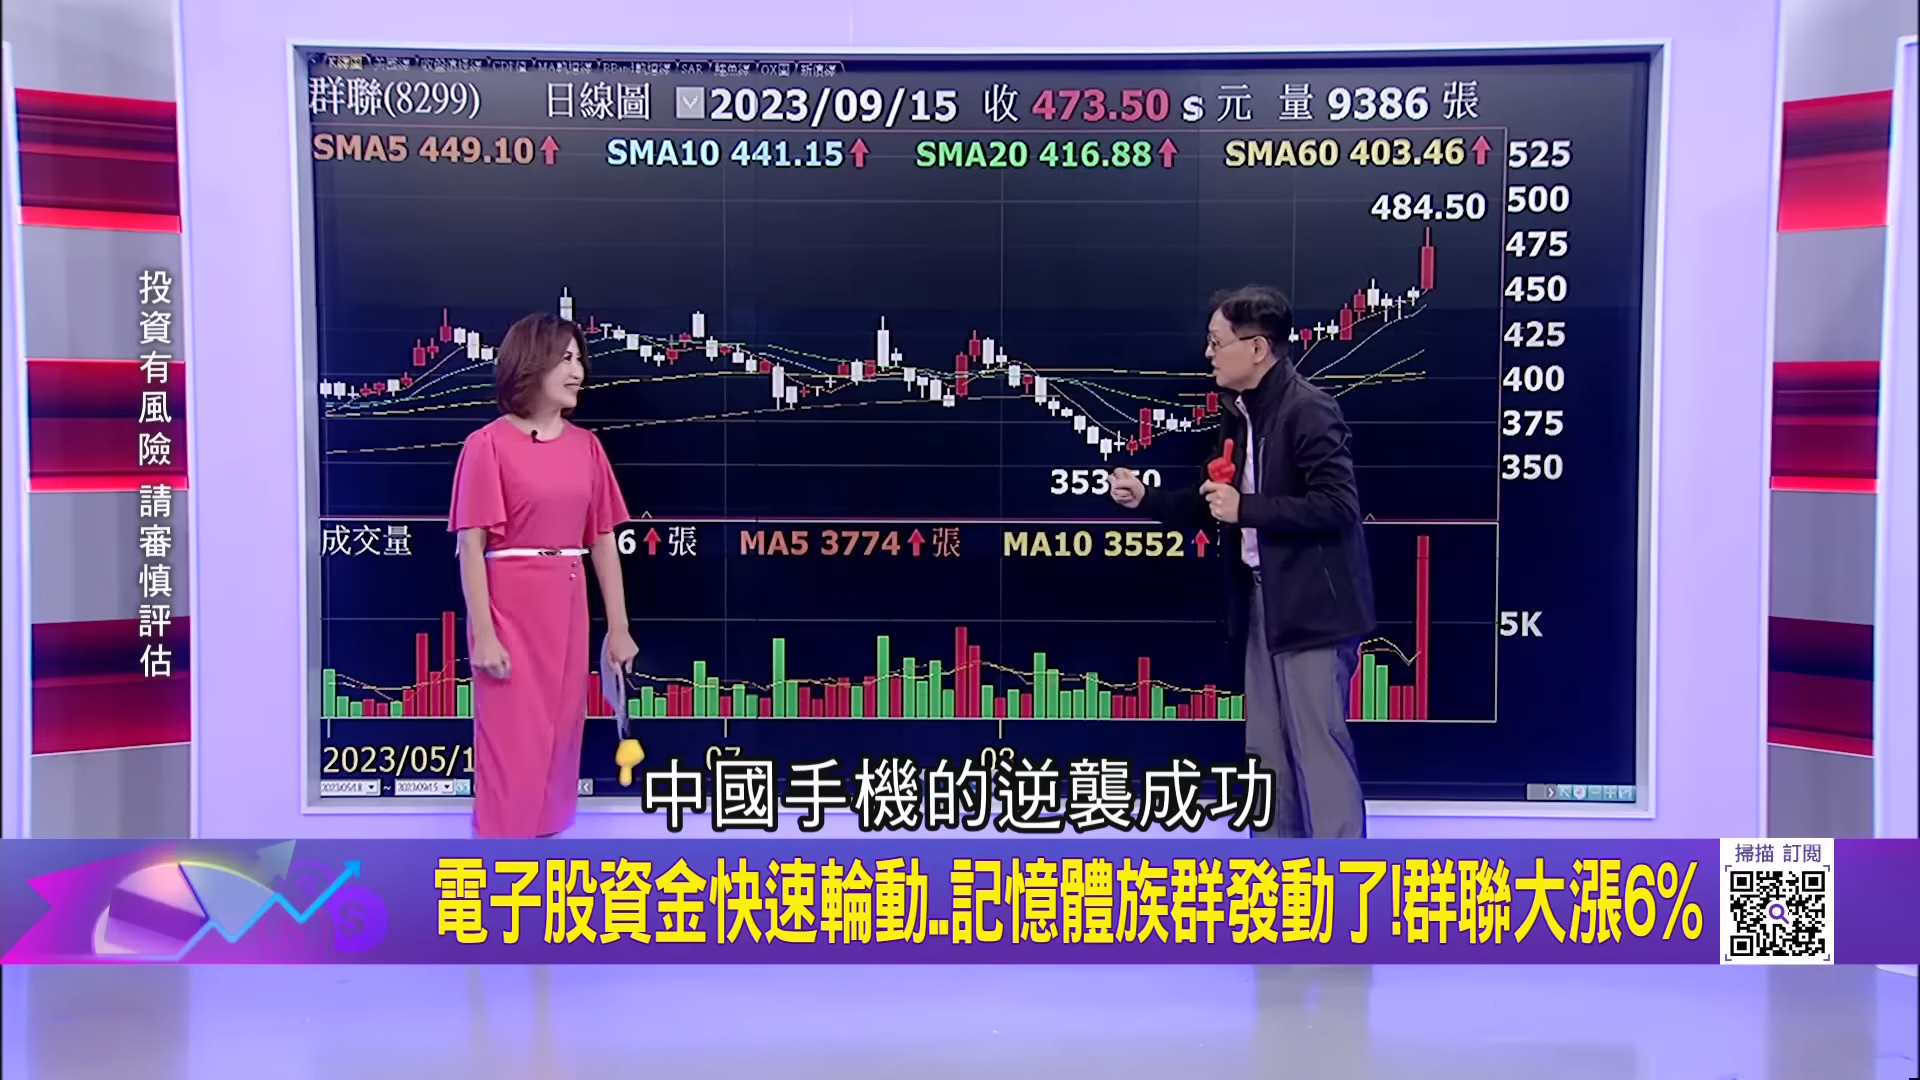 K線圖
群聯(8299) 日線圖 2023/09/15 收 473.50 s 元 量 9386 張
SMA5 449.10↑ SMA10 441.15↑ SMA20 416.88↑ SMA60 403.46↑
525
500
484.50
475
450
425
400
375
350
成交量 6↑張 MA5 3774↑張 MA10 3552↑
5K
2023/05/1
投資有風險 請審慎評估
中國手機的逆襲成功
電子股資金快速輪動..記憶體族群發動了!群聯大漲6%
掃描 訂閱